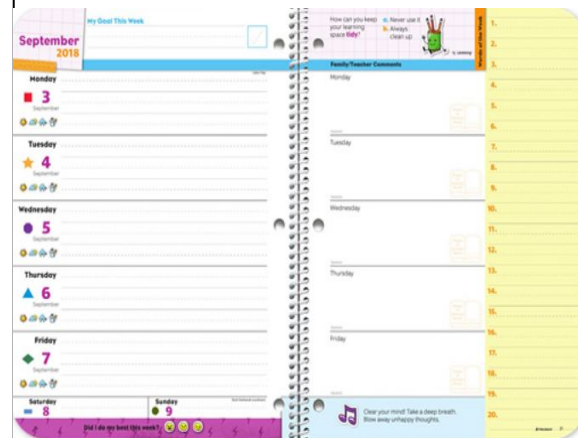 My Goal This Week
September
2018
Monday
3
September
Tuesday
4
September
Wednesday
5
September
Thursday
6
September
Friday
7
September
Saturday
8
Sunday
9
Did I do my best this week?
How can you keep
your learning
space tidy?
a. Never use it
b. Always
clean up
Family/Teacher Comments
Monday
Tuesday
Wednesday
Thursday
Friday
Clear your mind! Take a deep breath.
Blow away unhappy thoughts.
Words of the Week
1.
2.
3.
4.
5.
6.
7.
8.
9.
10.
11.
12.
13.
14.
15.
16.
17.
18.
19.
20.